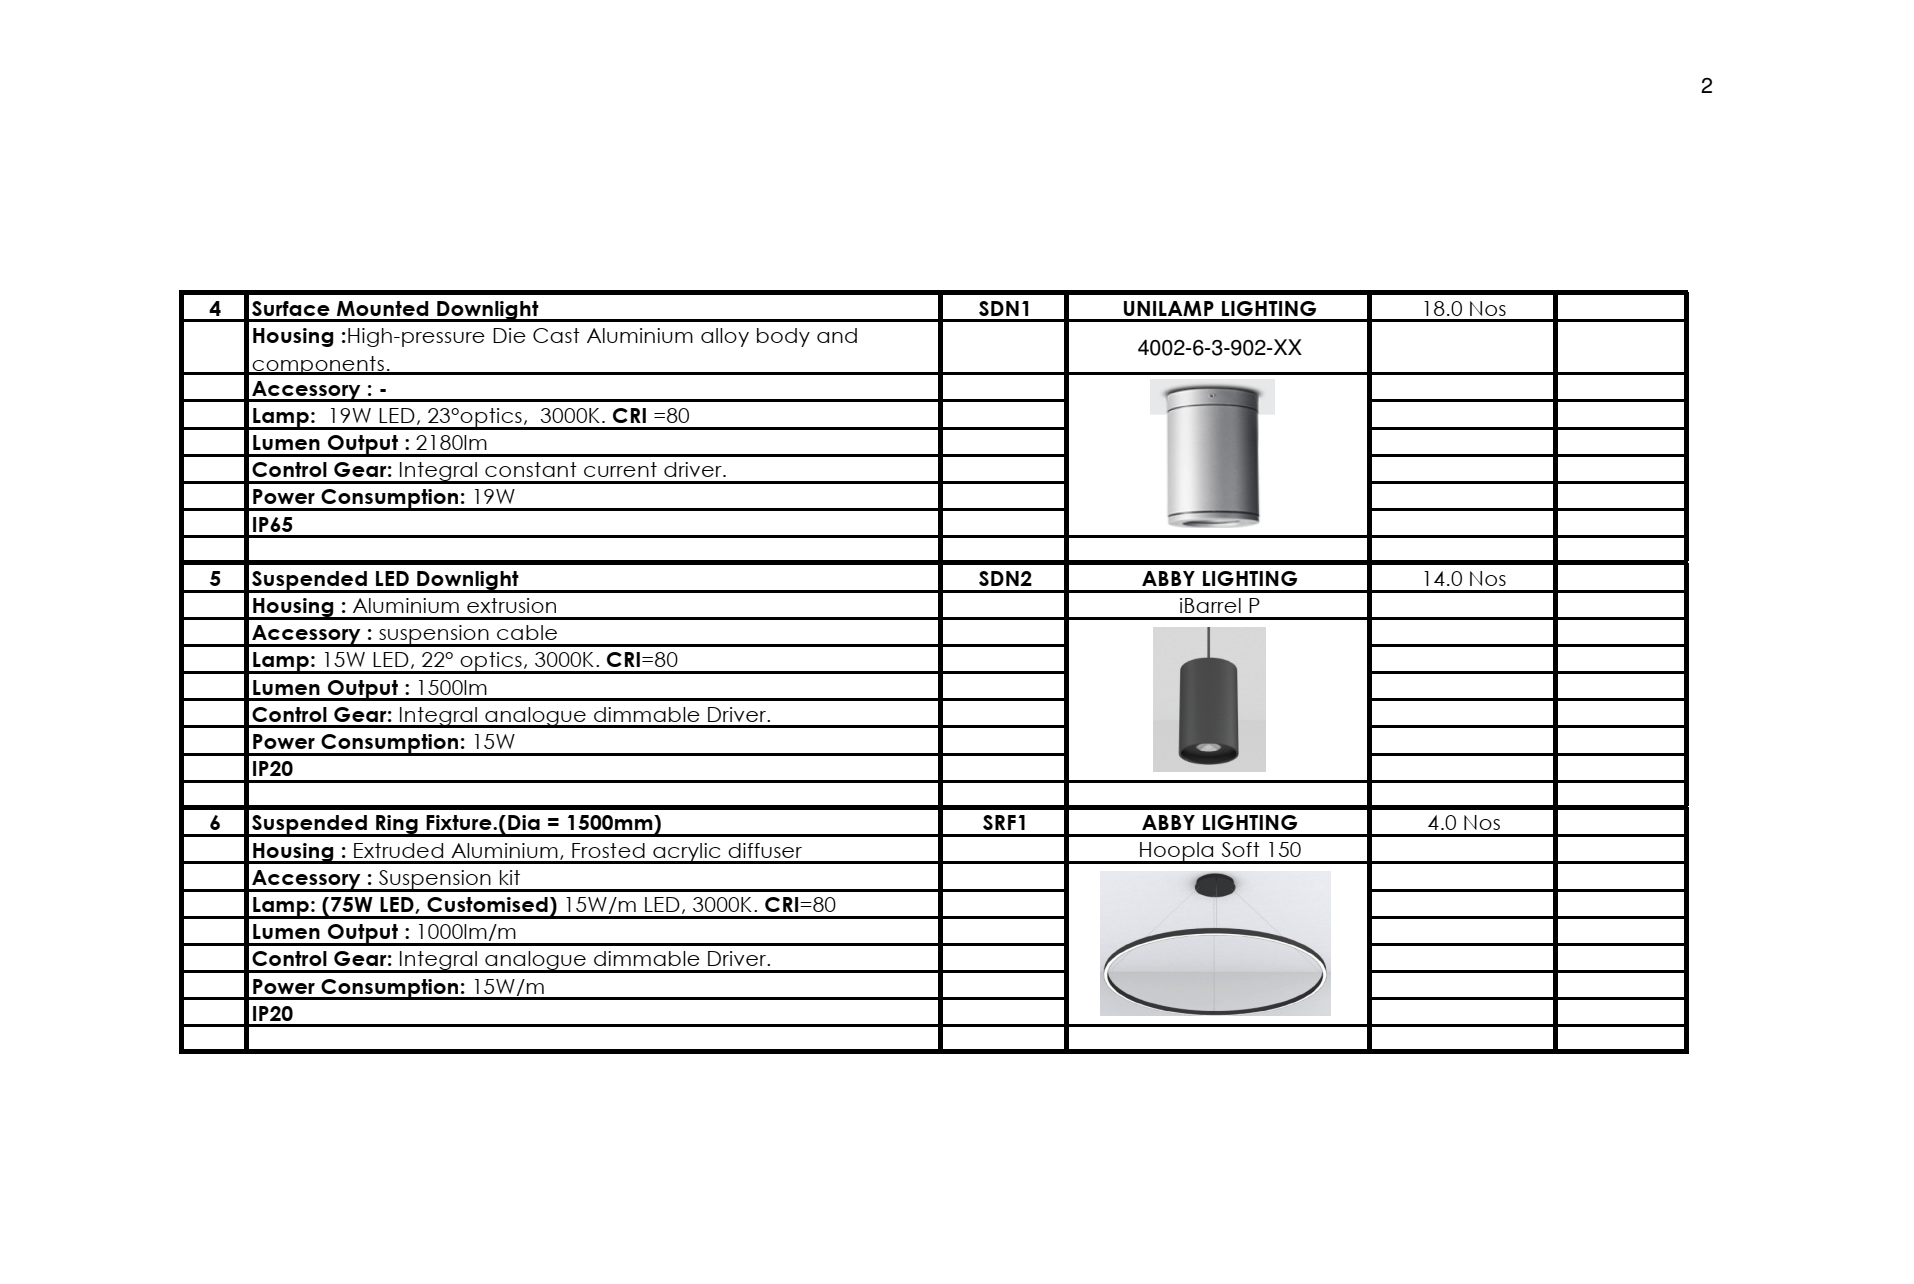 2
4 Surface Mounted Downlight SDN1 UNILAMP LIGHTING 18.0 Nos
Housing :High-pressure Die Cast Aluminium alloy body and
components.
4002-6-3-902-XX
Accessory : -
Lamp:  19W LED, 23°optics,  3000K. CRI =80
Lumen Output : 2180lm
Control Gear: Integral constant current driver.
Power Consumption: 19W
IP65
5 Suspended LED Downlight SDN2 ABBY LIGHTING 14.0 Nos
Housing : Aluminium extrusion iBarrel P
Accessory : suspension cable
Lamp: 15W LED, 22° optics, 3000K. CRI=80
Lumen Output : 1500lm
Control Gear: Integral analogue dimmable Driver.
Power Consumption: 15W
IP20
6 Suspended Ring Fixture.(Dia = 1500mm) SRF1 ABBY LIGHTING 4.0 Nos
Housing : Extruded Aluminium, Frosted acrylic diffuser Hoopla Soft 150
Accessory : Suspension kit
Lamp: (75W LED, Customised) 15W/m LED, 3000K. CRI=80
Lumen Output : 1000lm/m
Control Gear: Integral analogue dimmable Driver.
Power Consumption: 15W/m
IP20